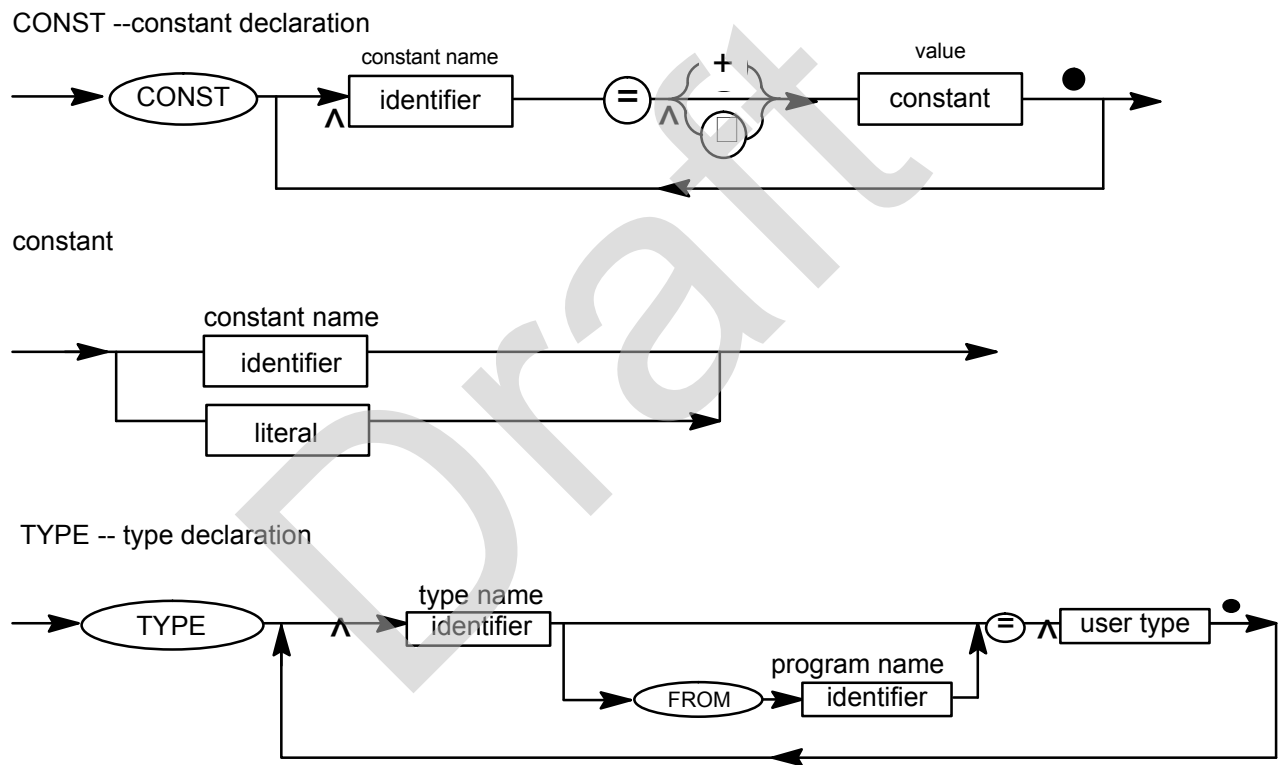 CONST --constant declaration
constant name
value
CONST
identifier
=
+
-
constant
constant
constant name
identifier
literal
TYPE -- type declaration
type name
TYPE
identifier
=
user type
program name
FROM
identifier
Draft